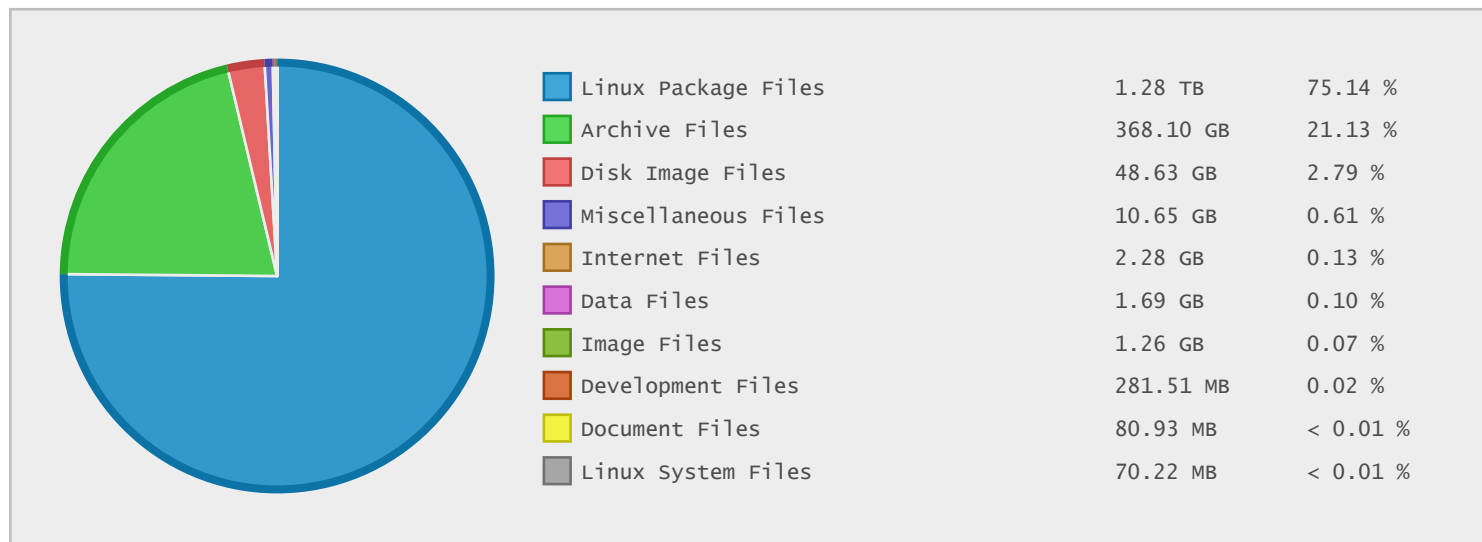 Linux Package Files 1.28 TB 75.14 %
Archive Files 368.10 GB 21.13 %
Disk Image Files 48.63 GB 2.79 %
Miscellaneous Files 10.65 GB 0.61 %
Internet Files 2.28 GB 0.13 %
Data Files 1.69 GB 0.10 %
Image Files 1.26 GB 0.07 %
Development Files 281.51 MB 0.02 %
Document Files 80.93 MB < 0.01 %
Linux System Files 70.22 MB < 0.01 %